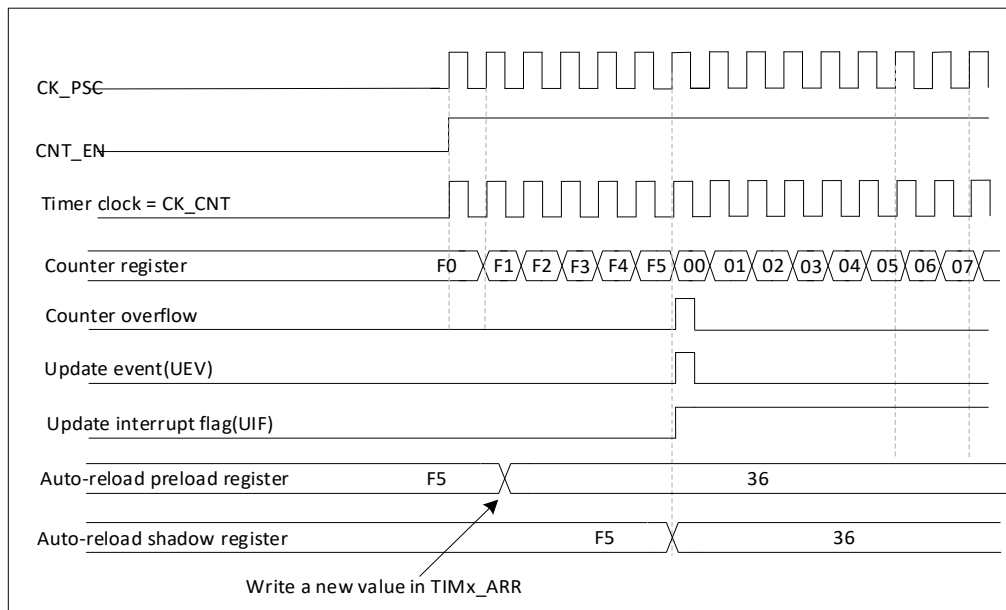 CK_PSC
CNT_EN
Timer clock = CK_CNT
Counter register F0 F1 F2 F3 F4 F5 00 01 02 03 04 05 06 07
Counter overflow
Update event(UEV)
Update interrupt flag(UIF)
Auto-reload preload register F5 36
Auto-reload shadow register F5 36
Write a new value in TIMx_ARR